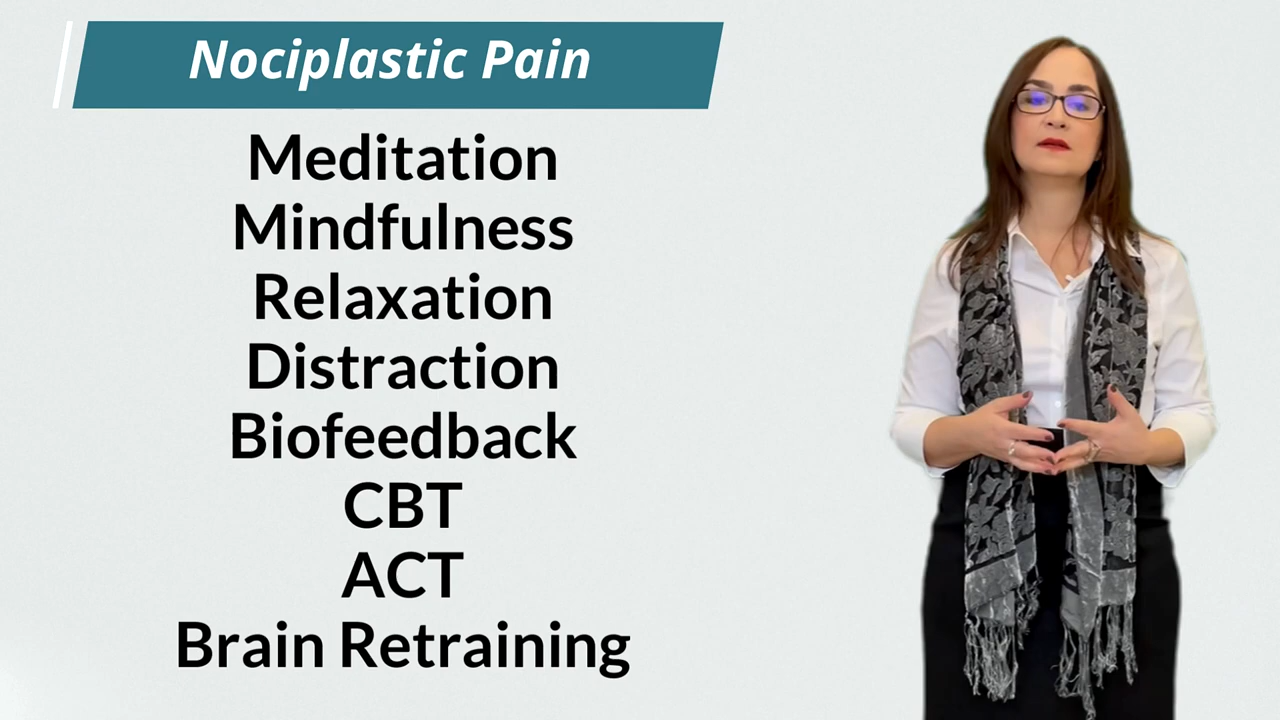 Nociplastic Pain
Meditation
Mindfulness
Relaxation
Distraction
Biofeedback
CBT
ACT
Brain Retraining